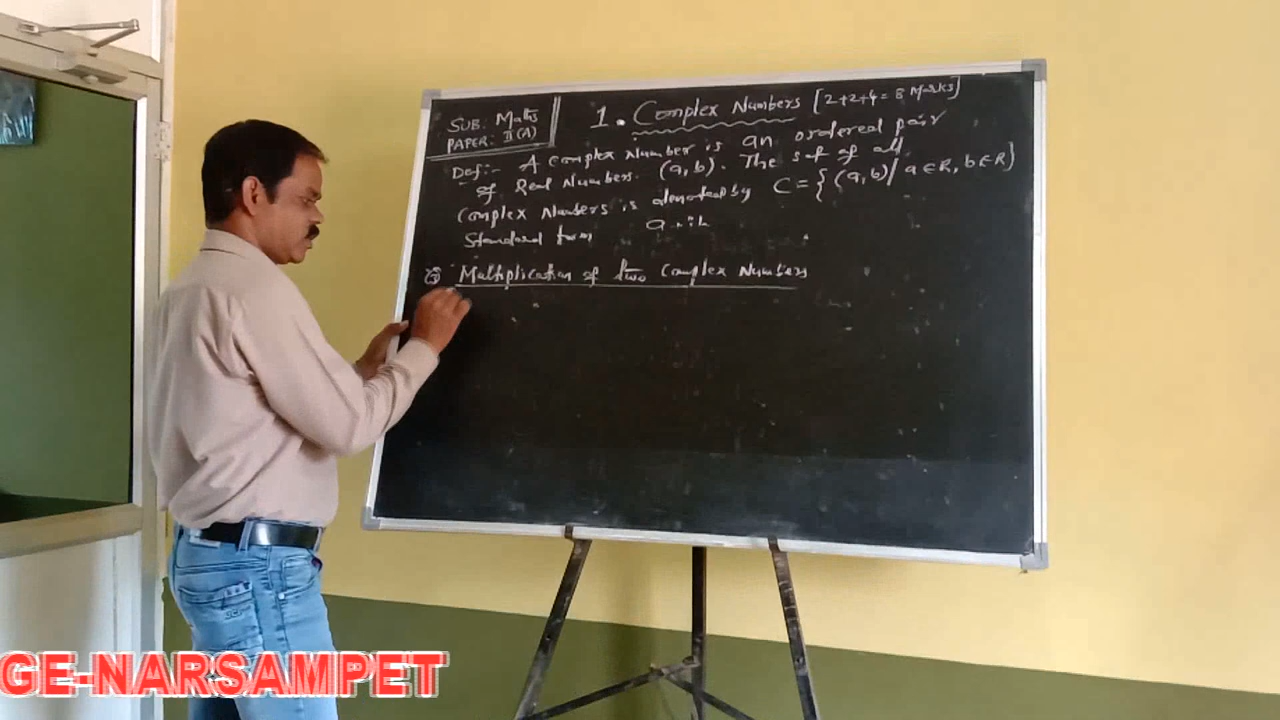 SUB: Maths
PAPER: II(A)
1. Complex Numbers [2+2+4=8 Marks]
Def:- A complex Number is an ordered pair
of Real Numbers. (a, b). The set of all
Complex Numbers is denoted by C = {(a, b)/ a∈R, b∈R}
Standard form a+ib
Multiplication of two Complex Numbers
GE-NARSAMPET